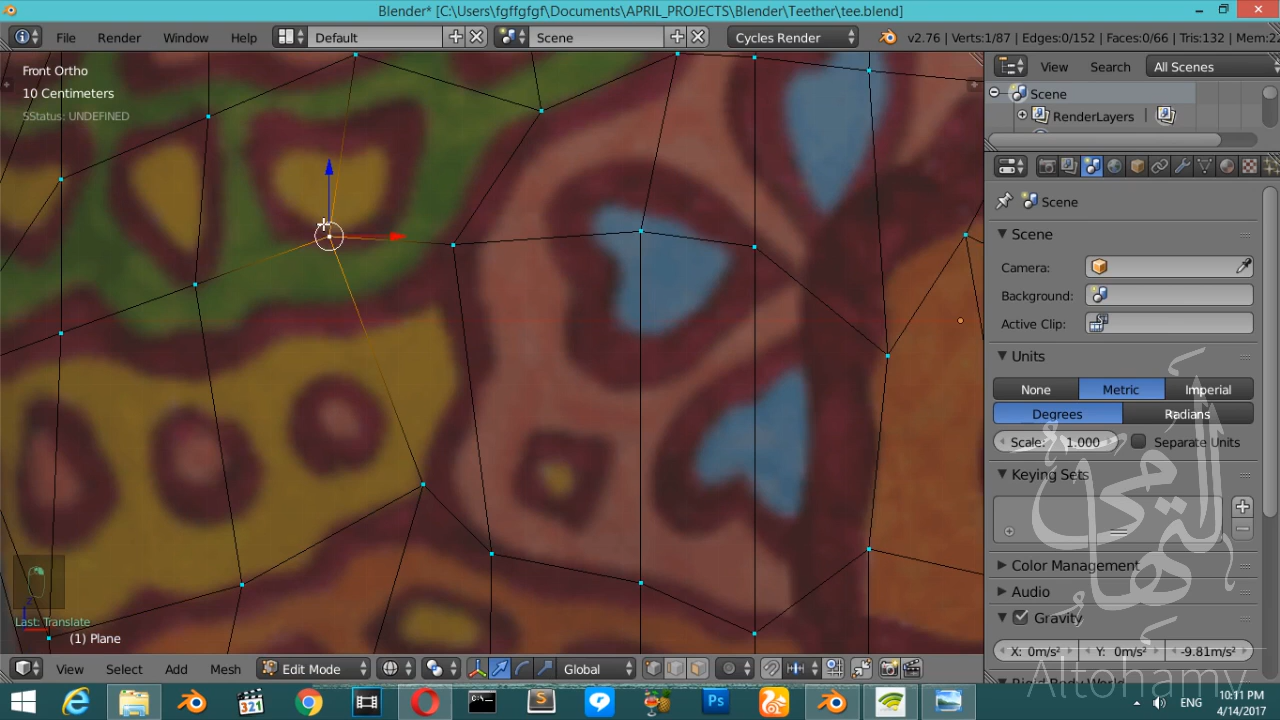 Blender* [C:\Users\fgffgfgf\Documents\APRIL_PROJECTS\Blender\Teether\tee.blend]
File Render Window Help Default Scene Cycles Render v2.76 | Verts:1/87 | Edges:0/152 | Faces:0/66 | Tris:132 |
Front Ortho
10 Centimeters
SStatus: UNDEFINED
View Search All Scenes
Scene
RenderLayers
Scene
Scene
Camera:
Background:
Active Clip:
Units
None Metric Imperial
Degrees Radians
Scale: 1.000 Separate Units
Keying Sets
Color Management
Audio
Gravity
X: 0m/s² Y: 0m/s² -9.81m/s²
Last: Translate
(1) Plane
View Select Add Mesh Edit Mode Global
321
Ps
ENG
10:11 PM
4/14/2017